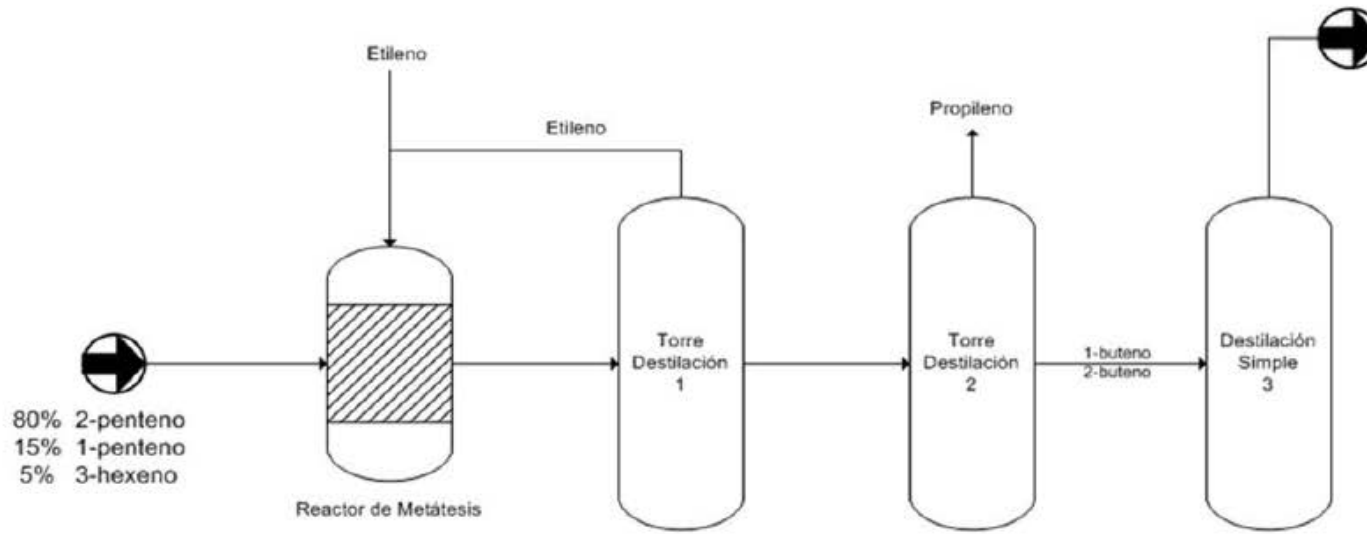 Etileno
Etileno
Propileno
Torre
Destilación
1
Torre
Destilación
2
1-buteno
2-buteno
Destilación
Simple
3
80% 2-penteno
15% 1-penteno
5% 3-hexeno
Reactor de Metátesis